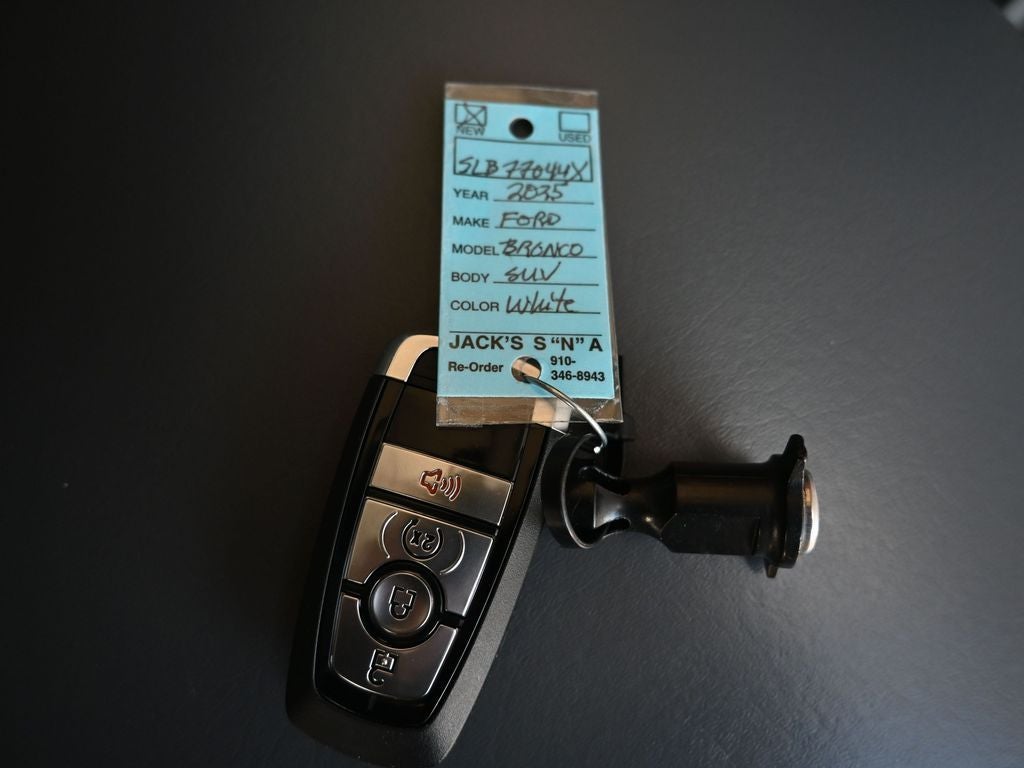 NEW USED
SLB77044X
YEAR 2025
MAKE FORD
MODEL BRONCO
BODY SUV
COLOR White
JACK'S S "N" A
Re-Order 910-
346-8943
2x